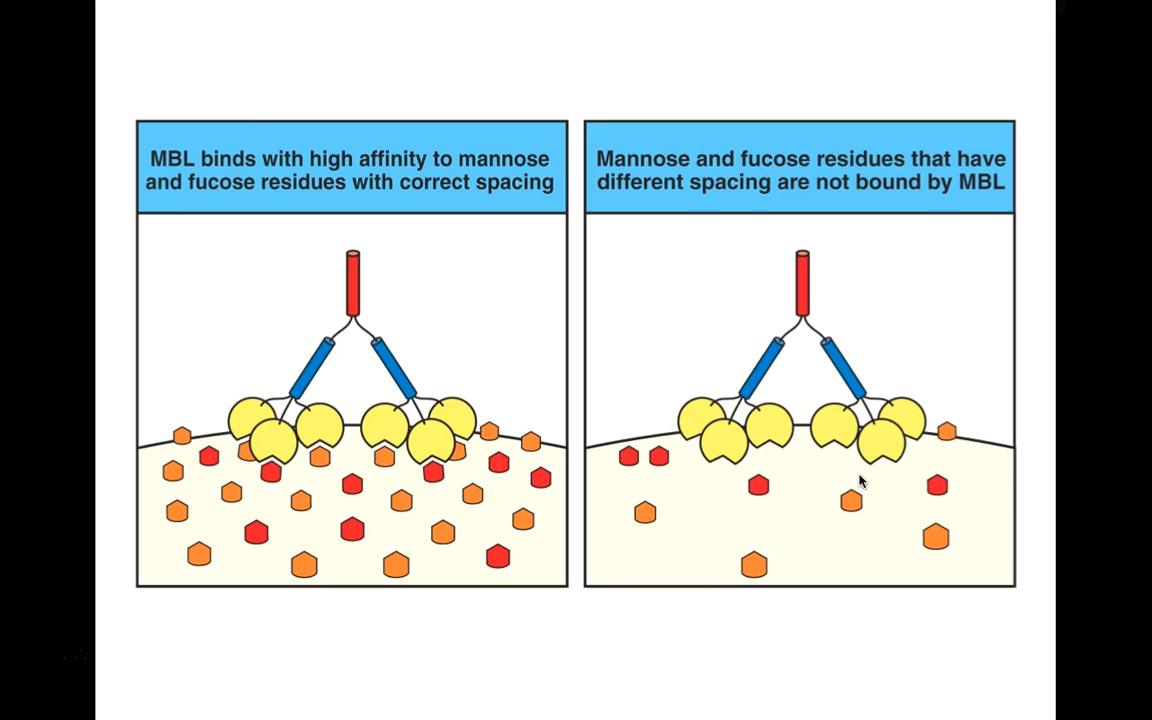 MBL binds with high affinity to mannose
and fucose residues with correct spacing
Mannose and fucose residues that have
different spacing are not bound by MBL